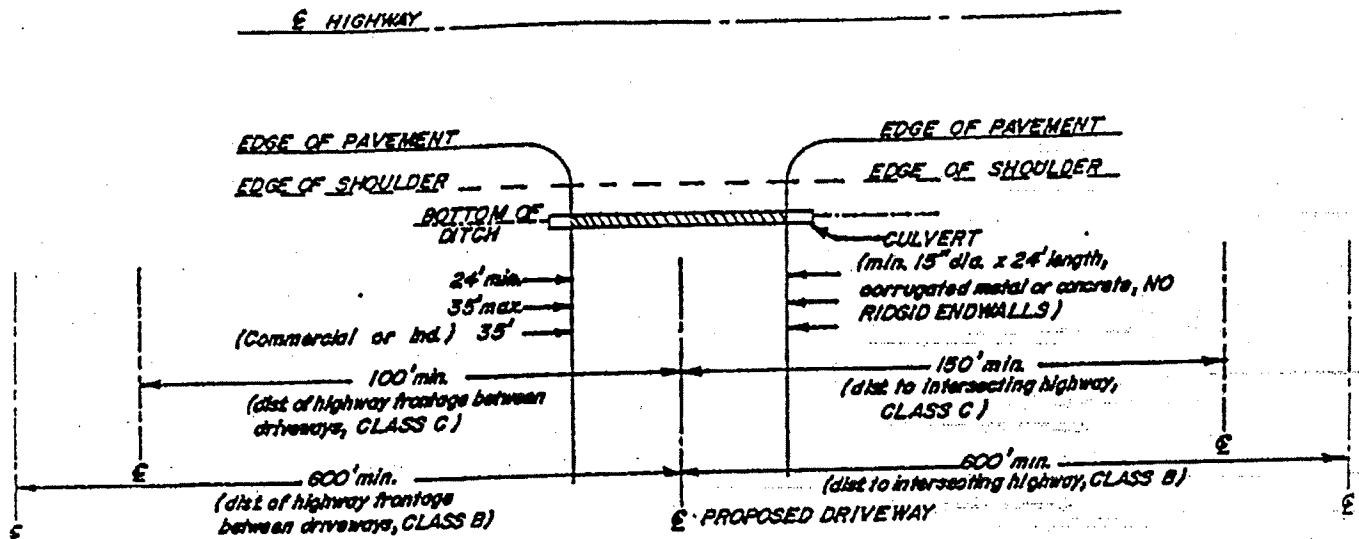 ℄ HIGHWAY
EDGE OF PAVEMENT
EDGE OF PAVEMENT
EDGE OF SHOULDER
EDGE OF SHOULDER
BOTTOM OF
DITCH
CULVERT
(min. 15" dia. x 24' length,
corrugated metal or concrete, NO
RIDGID ENDWALLS)
24' min.
35' max.
(Commercial or Ind.) 35'
100' min.
(dist. of highway frontage between
driveways, CLASS C)
150' min.
(dist. to intersecting highway,
CLASS C)
℄
℄
600' min.
(dist. of highway frontage
between driveways, CLASS B)
600' min.
(dist. to intersecting highway, CLASS B)
℄
℄ PROPOSED DRIVEWAY
℄